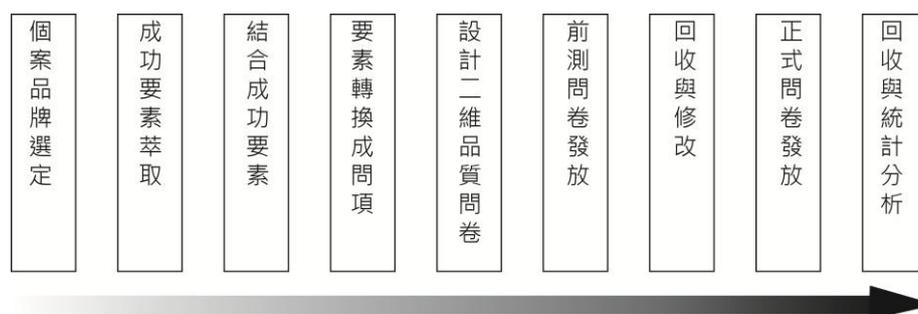 個案品牌選定
成功要素萃取
結合成功要素
要素轉換成問項
設計二維品質問卷
前測問卷發放
回收與修改
正式問卷發放
回收與統計分析